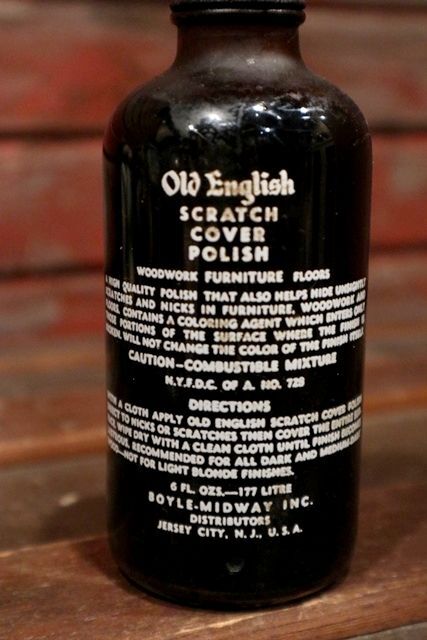 Old English
SCRATCH
COVER
POLISH
WOODWORK FURNITURE FLOORS
HIGH QUALITY POLISH THAT ALSO HELPS HIDE UNSIGHTLY
SCRATCHES AND NICKS IN FURNITURE, WOODWORK AND
FLOORS. CONTAINS A COLORING AGENT WHICH ENTERS ONLY
THOSE PORTIONS OF THE SURFACE WHERE THE FINISH IS
BROKEN. WILL NOT CHANGE THE COLOR OF THE FINISH ITSELF.
CAUTION–COMBUSTIBLE MIXTURE
N.Y.F.D.C. OF A. NO. 728
DIRECTIONS
WITH A CLOTH APPLY OLD ENGLISH SCRATCH COVER POLISH
DIRECT TO NICKS OR SCRATCHES THEN COVER THE ENTIRE
WIPE DRY WITH A CLEAN CLOTH UNTIL FINISH BECOMES
RECOMMENDED FOR ALL DARK AND MEDIUM
—NOT FOR LIGHT BLONDE FINISHES.
6 FL. OZS.—177 LITRE
BOYLE-MIDWAY INC.
DISTRIBUTORS
JERSEY CITY, N.J., U.S.A.